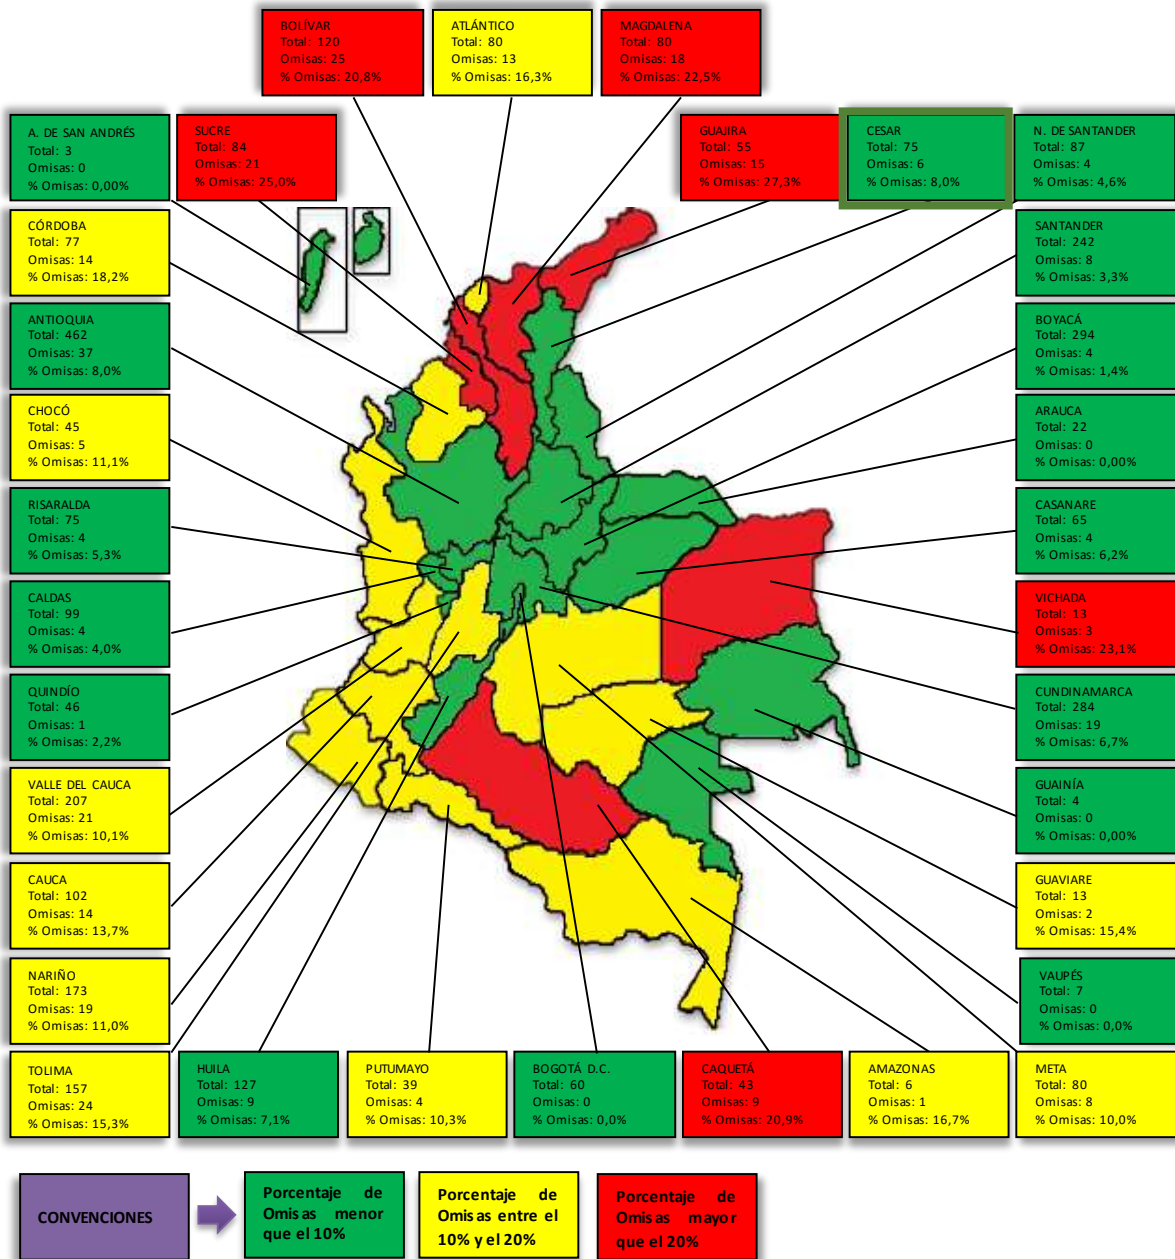 BOLÍVAR
Total: 120
Omisas: 25
% Omisas: 20,8%
ATLÁNTICO
Total: 80
Omisas: 13
% Omisas: 16,3%
MAGDALENA
Total: 80
Omisas: 18
% Omisas: 22,5%
A. DE SAN ANDRÉS
Total: 3
Omisas: 0
% Omisas: 0,00%
SUCRE
Total: 84
Omisas: 21
% Omisas: 25,0%
GUAJIRA
Total: 55
Omisas: 15
% Omisas: 27,3%
CESAR
Total: 75
Omisas: 6
% Omisas: 8,0%
N. DE SANTANDER
Total: 87
Omisas: 4
% Omisas: 4,6%
CÓRDOBA
Total: 77
Omisas: 14
% Omisas: 18,2%
SANTANDER
Total: 242
Omisas: 8
% Omisas: 3,3%
ANTIOQUIA
Total: 462
Omisas: 37
% Omisas: 8,0%
BOYACÁ
Total: 294
Omisas: 4
% Omisas: 1,4%
CHOCÓ
Total: 45
Omisas: 5
% Omisas: 11,1%
ARAUCA
Total: 22
Omisas: 0
% Omisas: 0,00%
RISARALDA
Total: 75
Omisas: 4
% Omisas: 5,3%
CASANARE
Total: 65
Omisas: 4
% Omisas: 6,2%
CALDAS
Total: 99
Omisas: 4
% Omisas: 4,0%
VICHADA
Total: 13
Omisas: 3
% Omisas: 23,1%
QUINDÍO
Total: 46
Omisas: 1
% Omisas: 2,2%
CUNDINAMARCA
Total: 284
Omisas: 19
% Omisas: 6,7%
VALLE DEL CAUCA
Total: 207
Omisas: 21
% Omisas: 10,1%
GUAINÍA
Total: 4
Omisas: 0
% Omisas: 0,00%
CAUCA
Total: 102
Omisas: 14
% Omisas: 13,7%
GUAVIARE
Total: 13
Omisas: 2
% Omisas: 15,4%
NARIÑO
Total: 173
Omisas: 19
% Omisas: 11,0%
VAUPÉS
Total: 7
Omisas: 0
% Omisas: 0,0%
TOLIMA
Total: 157
Omisas: 24
% Omisas: 15,3%
HUILA
Total: 127
Omisas: 9
% Omisas: 7,1%
PUTUMAYO
Total: 39
Omisas: 4
% Omisas: 10,3%
BOGOTÁ D.C.
Total: 60
Omisas: 0
% Omisas: 0,0%
CAQUETÁ
Total: 43
Omisas: 9
% Omisas: 20,9%
AMAZONAS
Total: 6
Omisas: 1
% Omisas: 16,7%
META
Total: 80
Omisas: 8
% Omisas: 10,0%
CONVENCIONES
Porcentaje de
Omisas menor
que el 10%
Porcentaje de
Omisas entre el
10% y el 20%
Porcentaje de
Omisas mayor
que el 20%